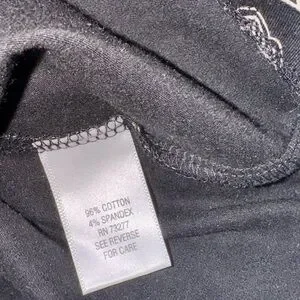 96% COTTON
4% SPANDEX
RN 73277
SEE REVERSE
FOR CARE